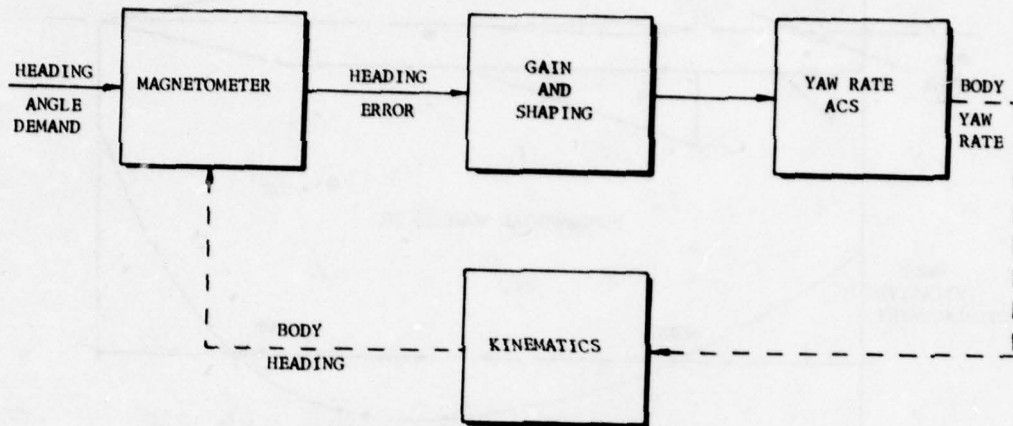 HEADING
ANGLE
DEMAND
MAGNETOMETER
HEADING
ERROR
GAIN
AND
SHAPING
YAW RATE
ACS
BODY
YAW
RATE
KINEMATICS
BODY
HEADING